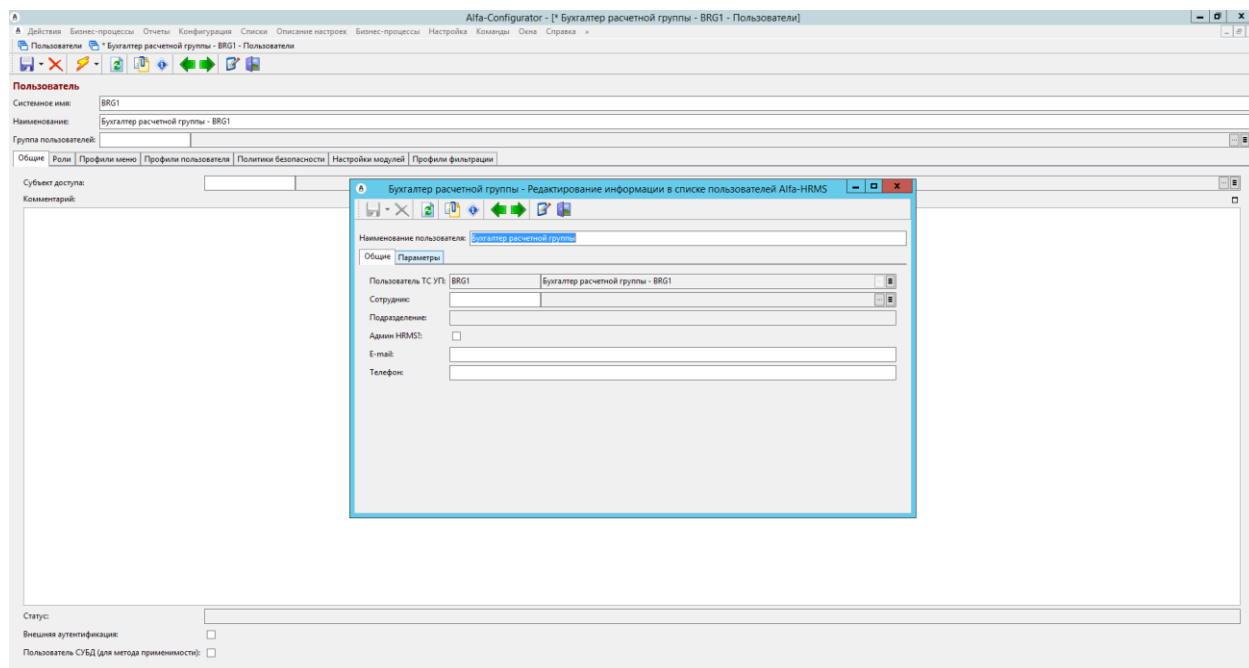 Alfa-Configurator - [* Бухгалтер расчетной группы - BRG1 - Пользователи]
Действия Бизнес-процессы Отчеты Конфигурация Списки Описание настроек Бизнес-процессы Настройка Команды Окна Справка »
Пользователи * Бухгалтер расчетной группы - BRG1 - Пользователи
Пользователь
Системное имя: BRG1
Наименование: Бухгалтер расчетной группы - BRG1
Группа пользователей:
Общие Роли Профили меню Профили пользователя Политики безопасности Настройки модулей Профили фильтрации
Субъект доступа:
Комментарий:
Бухгалтер расчетной группы - Редактирование информации в списке пользователей Alfa-HRMS
Наименование пользователя: Бухгалтер расчетной группы
Общие Параметры
Пользователь ТС УП: BRG1 Бухгалтер расчетной группы - BRG1
Сотрудник:
Подразделение:
Админ HRMS?:
E-mail:
Телефон:
Статус:
Внешняя аутентификация:
Пользователь СУБД (для метода применимости):